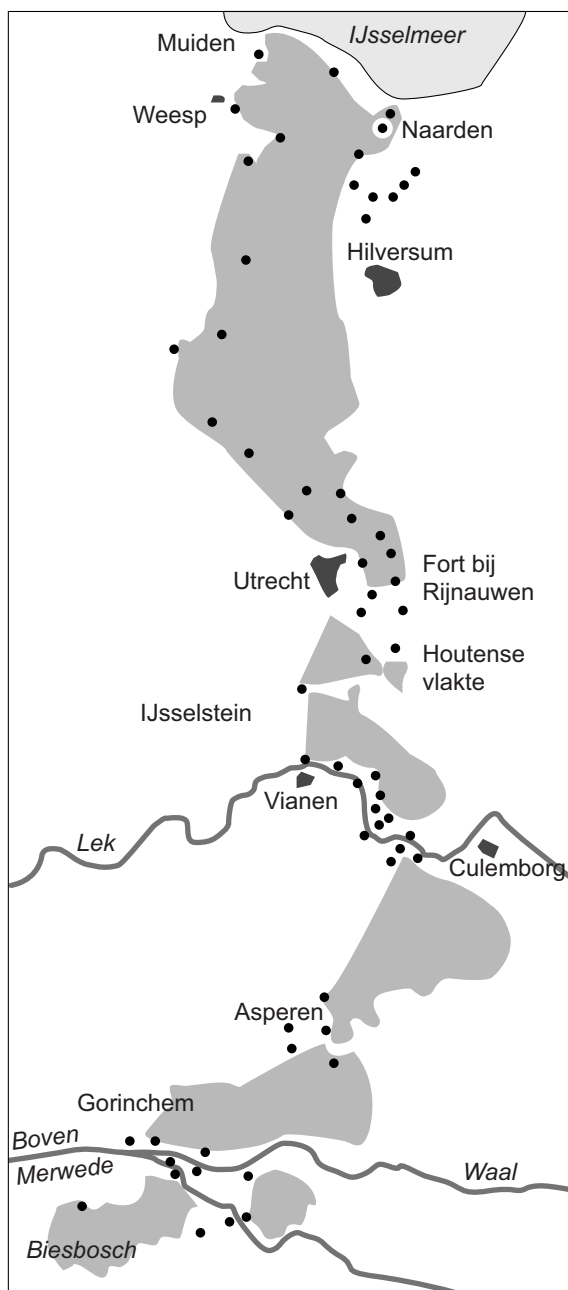 IJsselmeer
Muiden
Weesp
Naarden
Hilversum
Utrecht
Fort bij
Rijnauwen
Houtense
vlakte
IJsselstein
Vianen
Lek
Culemborg
Asperen
Gorinchem
Boven
Merwede
Waal
Biesbosch